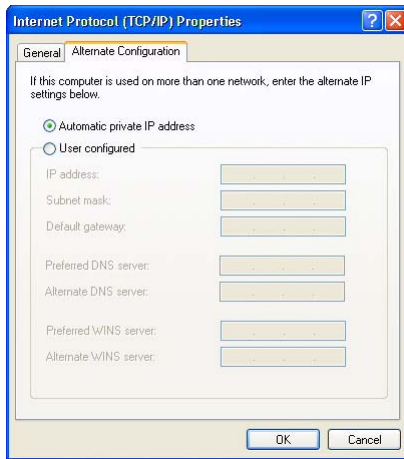 Internet Protocol (TCP/IP) Properties
General
Alternate Configuration
If this computer is used on more than one network, enter the alternate IP
settings below.
Automatic private IP address
User configured
IP address:
Subnet mask:
Default gateway:
Preferred DNS server:
Alternate DNS server:
Preferred WINS server:
Alternate WINS server:
OK
Cancel